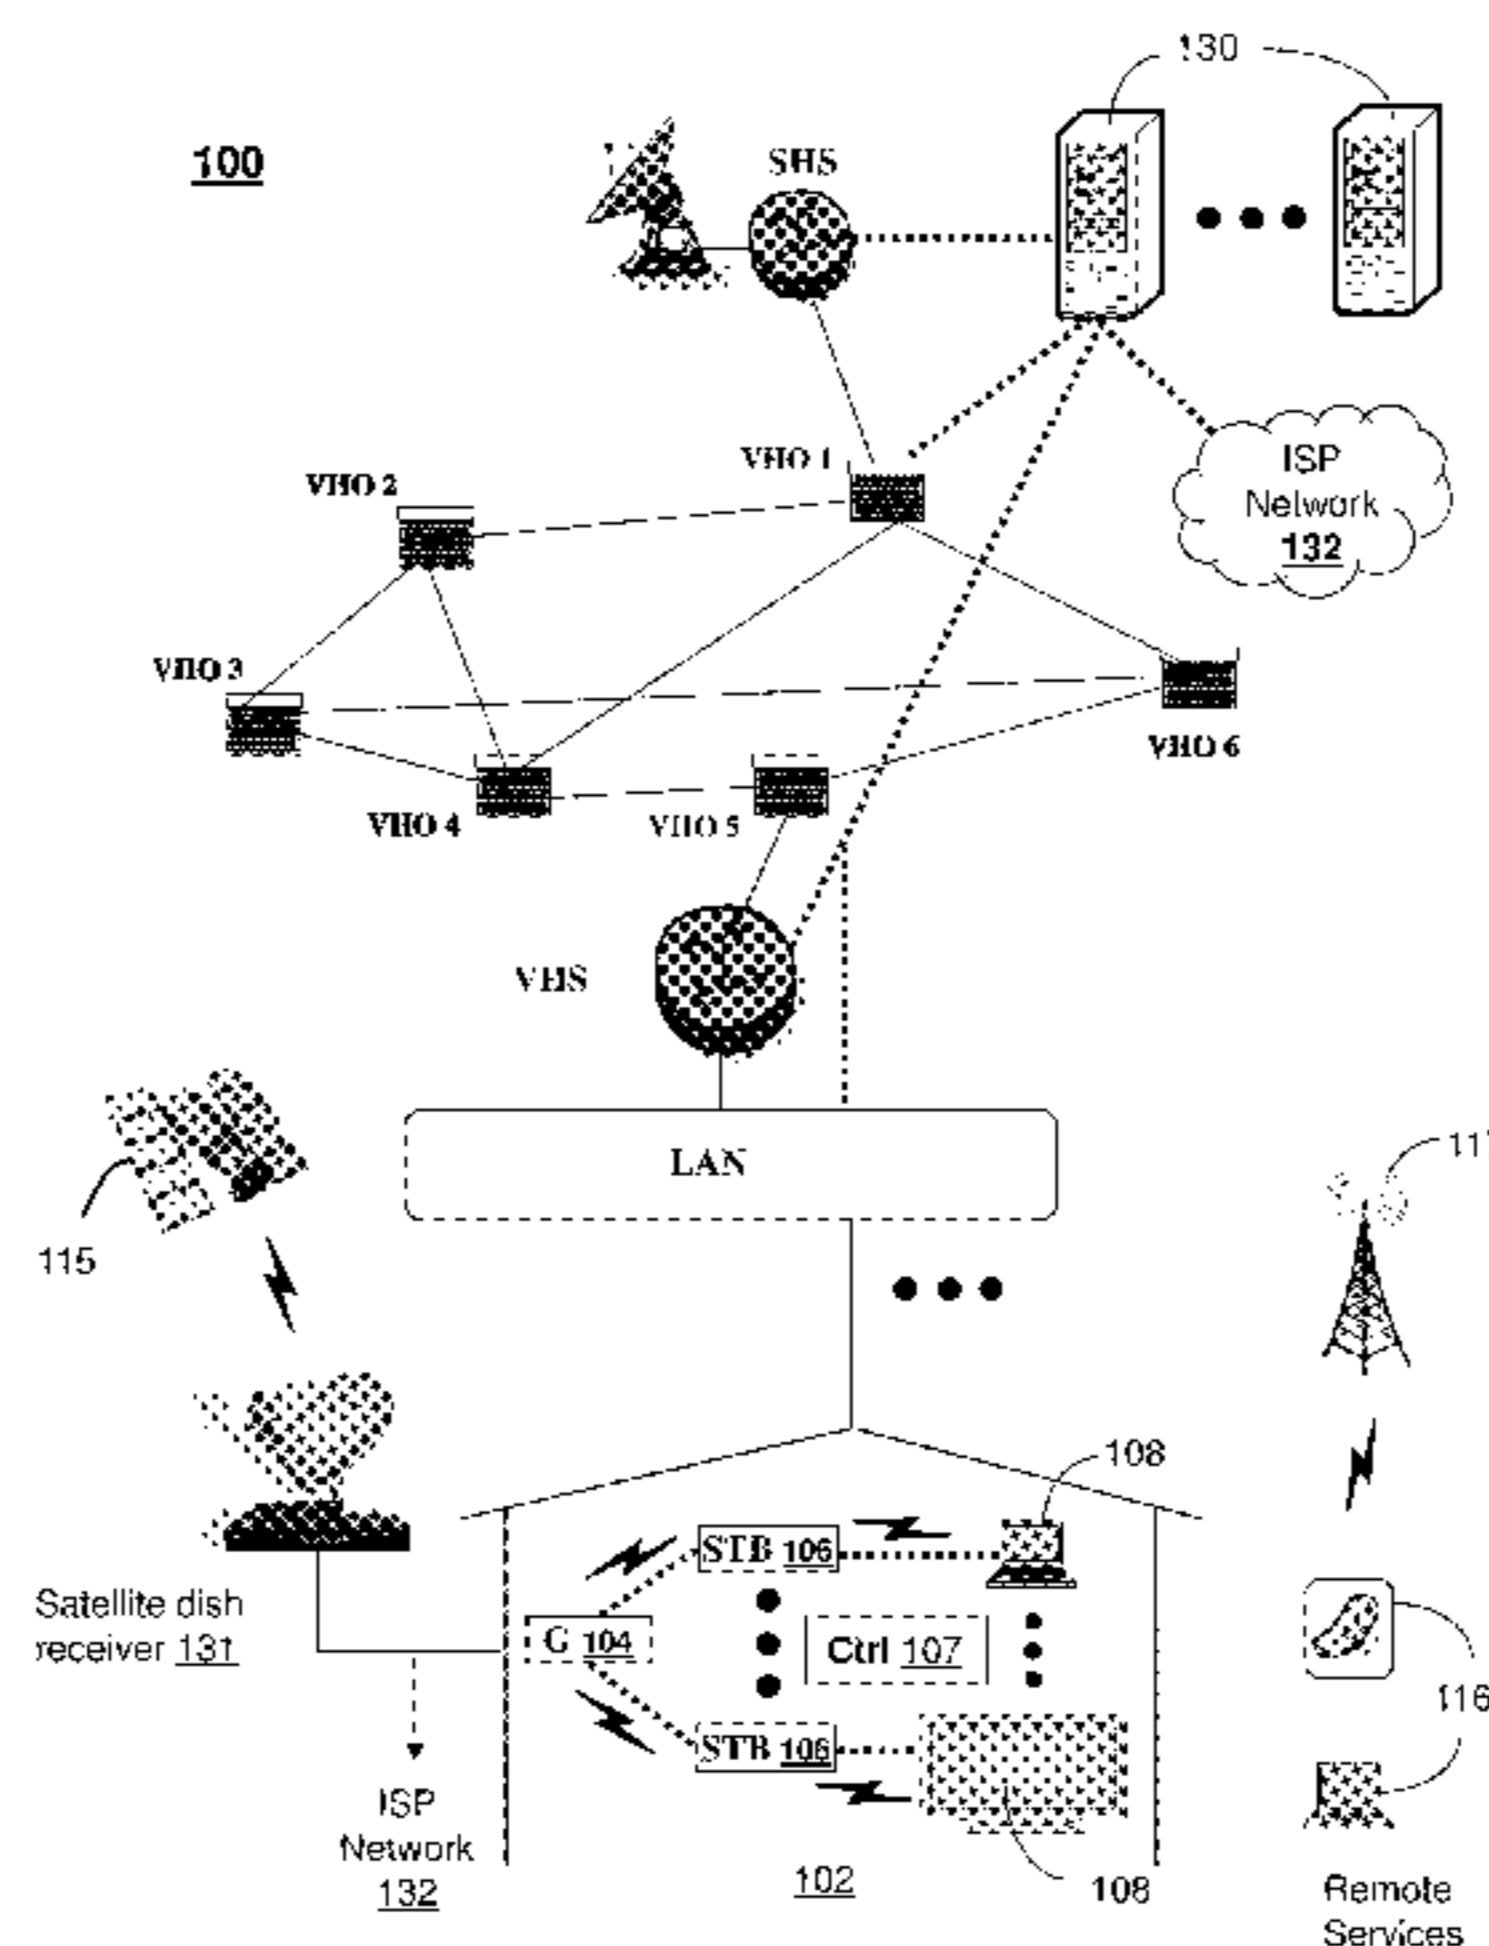 130
100
SHS
VHO 1
ISP
Network
132
VHO 2
VHO 3
VHO 6
VHO 4
VHO 5
VHS
LAN
115
11
108
STB 106
Satellite dish
receiver 131
G 104
Ctrl 107
116
STB 106
ISP
Network
132
102
108
Remote
Services